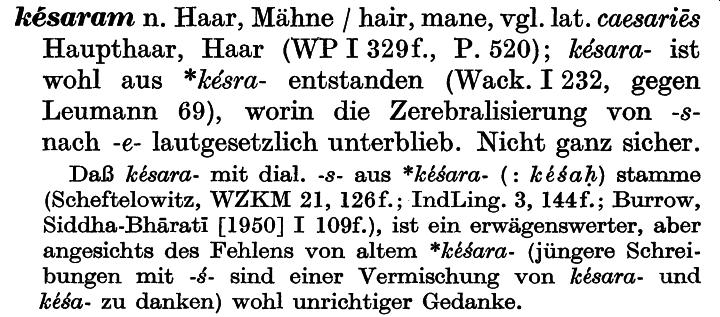 késaram n. Haar, Mähne / hair, mane, vgl. lat. caesariēs
Haupthaar, Haar (WP I 329f., P. 520); késara- ist
wohl aus *késra- entstanden (Wack. I 232, gegen
Leumann 69), worin die Zerebralisierung von -s-
nach -e- lautgesetzlich unterblieb. Nicht ganz sicher.
Daß késara- mit dial. -s- aus *kéśara- (: kéśaḥ) stamme
(Scheftelowitz, WZKM 21, 126f.; IndLing. 3, 144f.; Burrow,
Siddha-Bhāratī [1950] I 109f.), ist ein erwägenswerter, aber
angesichts des Fehlens von altem *kéśara- (jüngere Schrei-
bungen mit -ś- sind einer Vermischung von késara- und
kéśa- zu danken) wohl unrichtiger Gedanke.